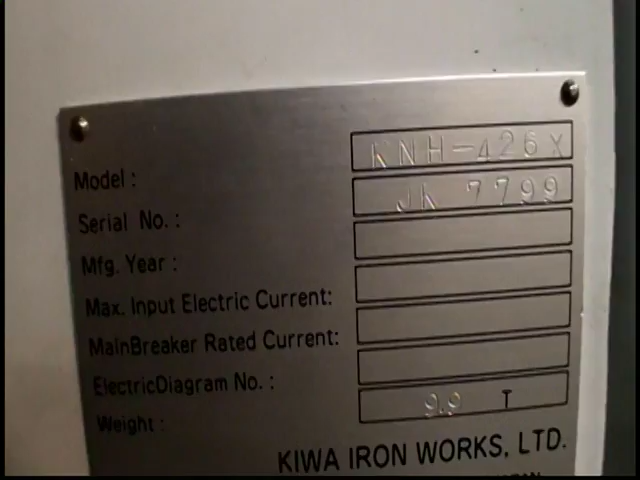 Model: KNH-426X
Serial No.: JK 7799
Mfg. Year:
Max. Input Electric Current:
MainBreaker Rated Current:
ElectricDiagram No.:
Weight: 9.9 T
KIWA IRON WORKS, LTD.